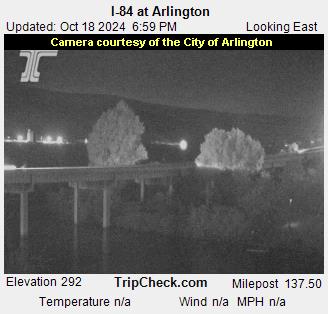 I-84 at Arlington
Updated: Oct 18 2024 6:59 PM Looking East
Camera courtesy of the City of Arlington
Elevation 292 TripCheck.com Milepost 137.50
Temperature n/a Wind n/a MPH n/a